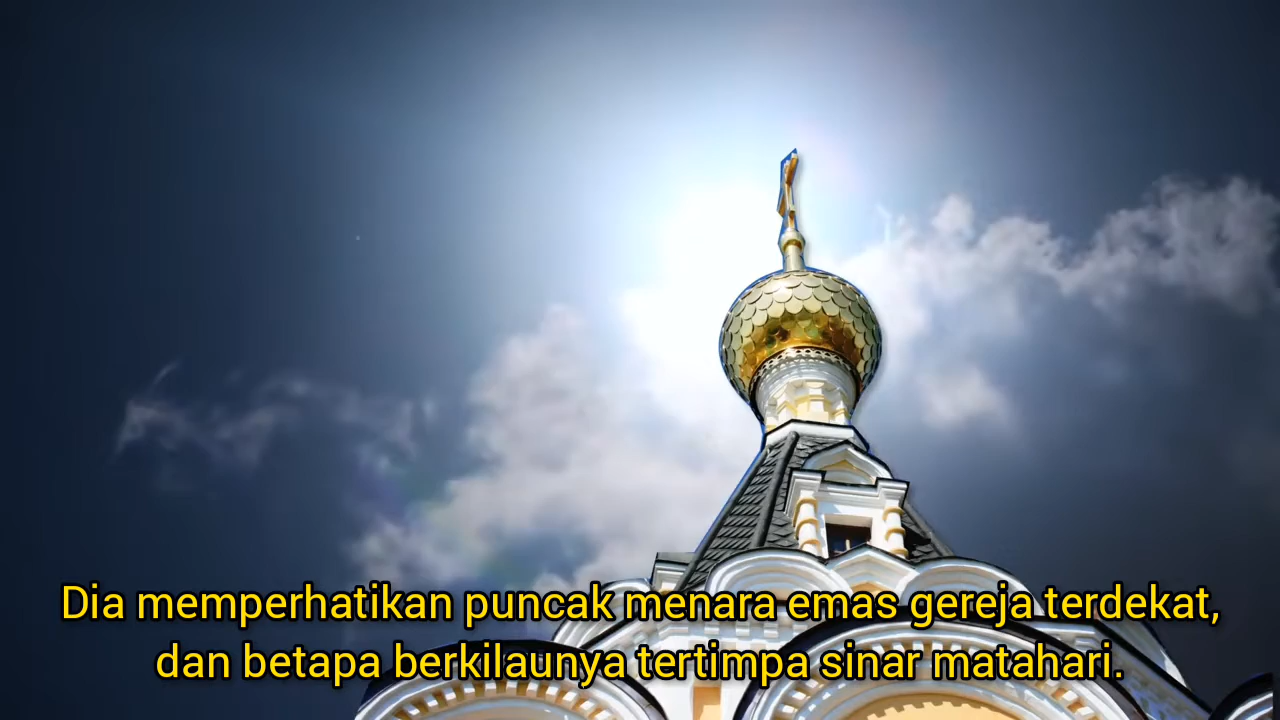 Dia memperhatikan puncak menara emas gereja terdekat,
dan betapa berkilaunya tertimpa sinar matahari.